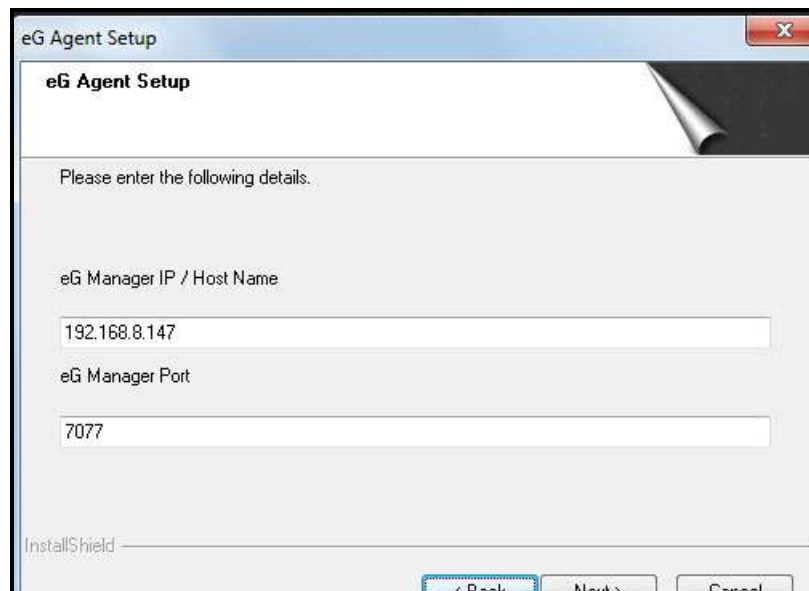 eG Agent Setup
eG Agent Setup
Please enter the following details.
eG Manager IP / Host Name
192.168.8.147
eG Manager Port
7077
InstallShield
< Back Next > Cancel